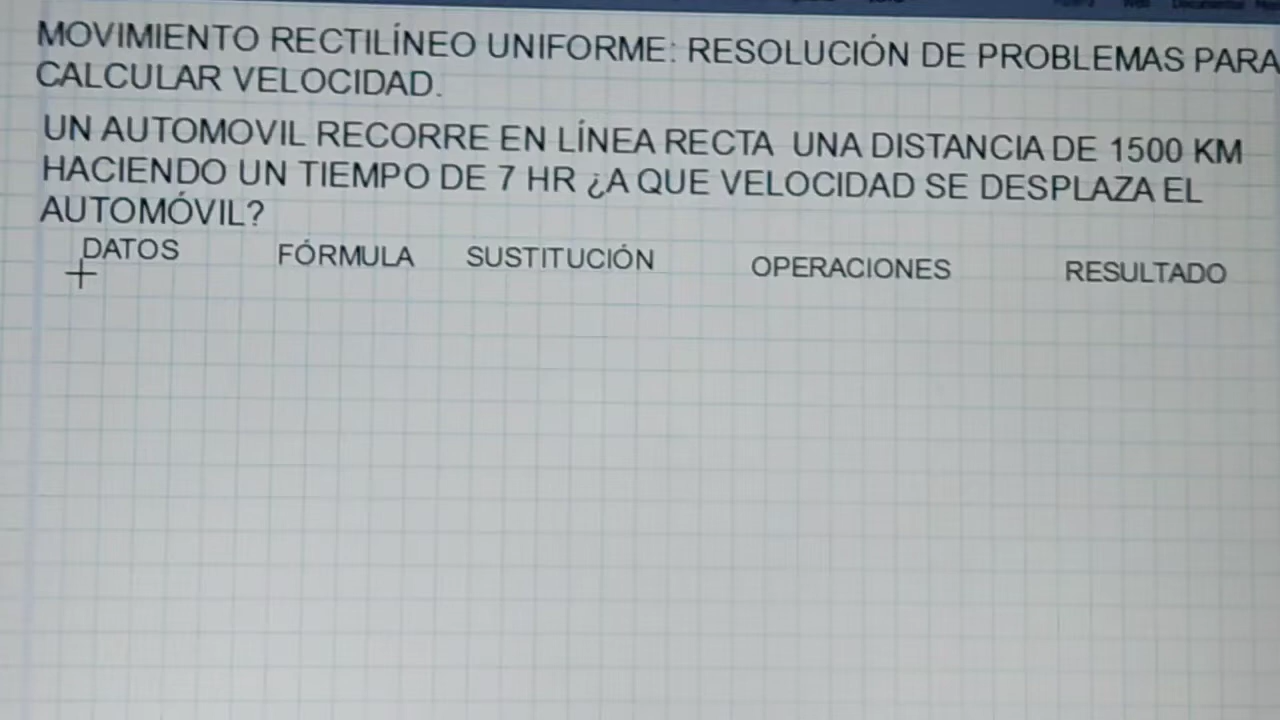 MOVIMIENTO RECTILÍNEO UNIFORME: RESOLUCIÓN DE PROBLEMAS PARA
CALCULAR VELOCIDAD.
UN AUTOMOVIL RECORRE EN LÍNEA RECTA UNA DISTANCIA DE 1500 KM
HACIENDO UN TIEMPO DE 7 HR ¿A QUE VELOCIDAD SE DESPLAZA EL
AUTOMÓVIL?
DATOS FÓRMULA SUSTITUCIÓN OPERACIONES RESULTADO